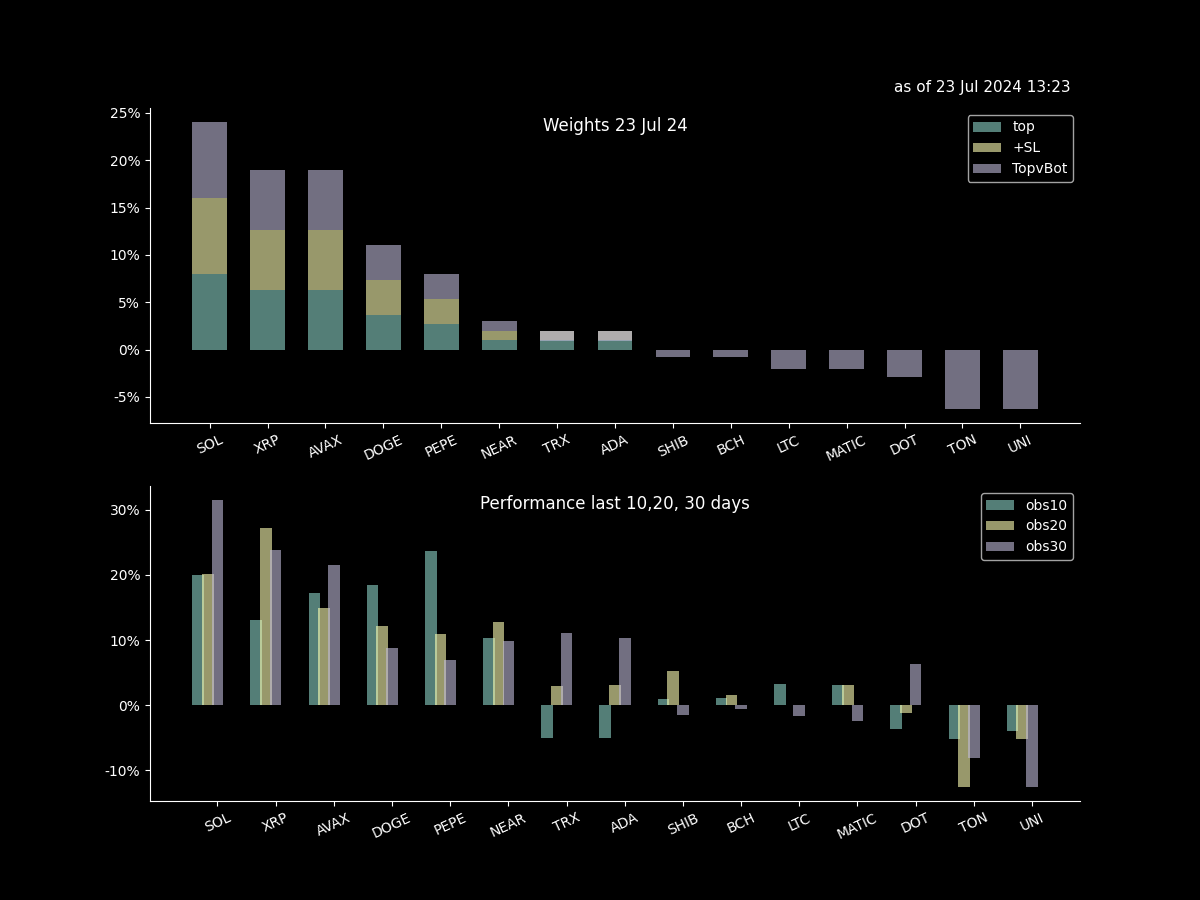 as of 23 Jul 2024 13:23
Weights 23 Jul 24
top
+SL
TopvBot
25%
20%
15%
10%
5%
0%
-5%
SOL XRP AVAX DOGE PEPE NEAR TRX ADA SHIB BCH LTC MATIC DOT TON UNI
Performance last 10,20, 30 days
obs10
obs20
obs30
30%
20%
10%
0%
-10%
SOL XRP AVAX DOGE PEPE NEAR TRX ADA SHIB BCH LTC MATIC DOT TON UNI